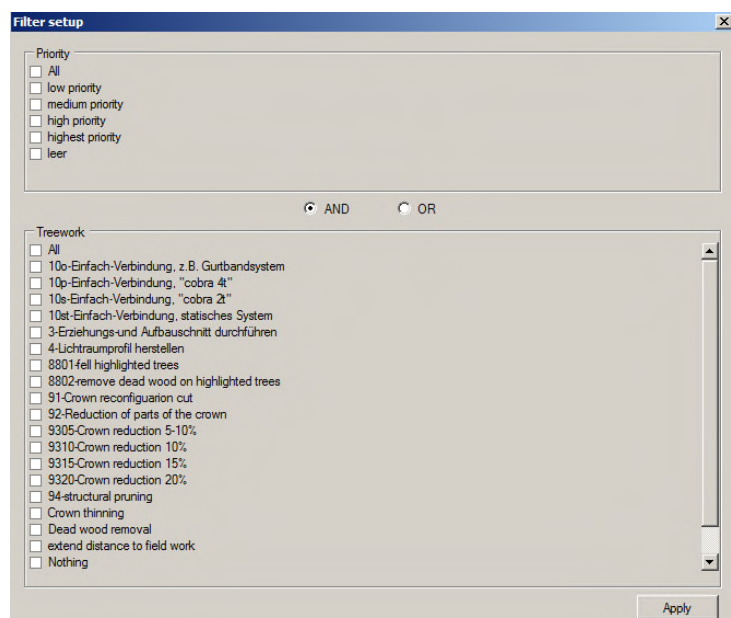 Filter setup
Priority
All
low priority
medium priority
high priority
highest priority
leer
AND OR
Treework
All
10o-Einfach-Verbindung, z.B. Gurtbandsystem
10p-Einfach-Verbindung, "cobra 4t"
10s-Einfach-Verbindung, "cobra 2t"
10st-Einfach-Verbindung, statisches System
3-Erziehungs-und Aufbauschnitt durchführen
4-Lichtraumprofil herstellen
8801-fell highlighted trees
8802-remove dead wood on highlighted trees
91-Crown reconfiguarion cut
92-Reduction of parts of the crown
9305-Crown reduction 5-10%
9310-Crown reduction 10%
9315-Crown reduction 15%
9320-Crown reduction 20%
94-structural pruning
Crown thinning
Dead wood removal
extend distance to field work
Nothing
Apply